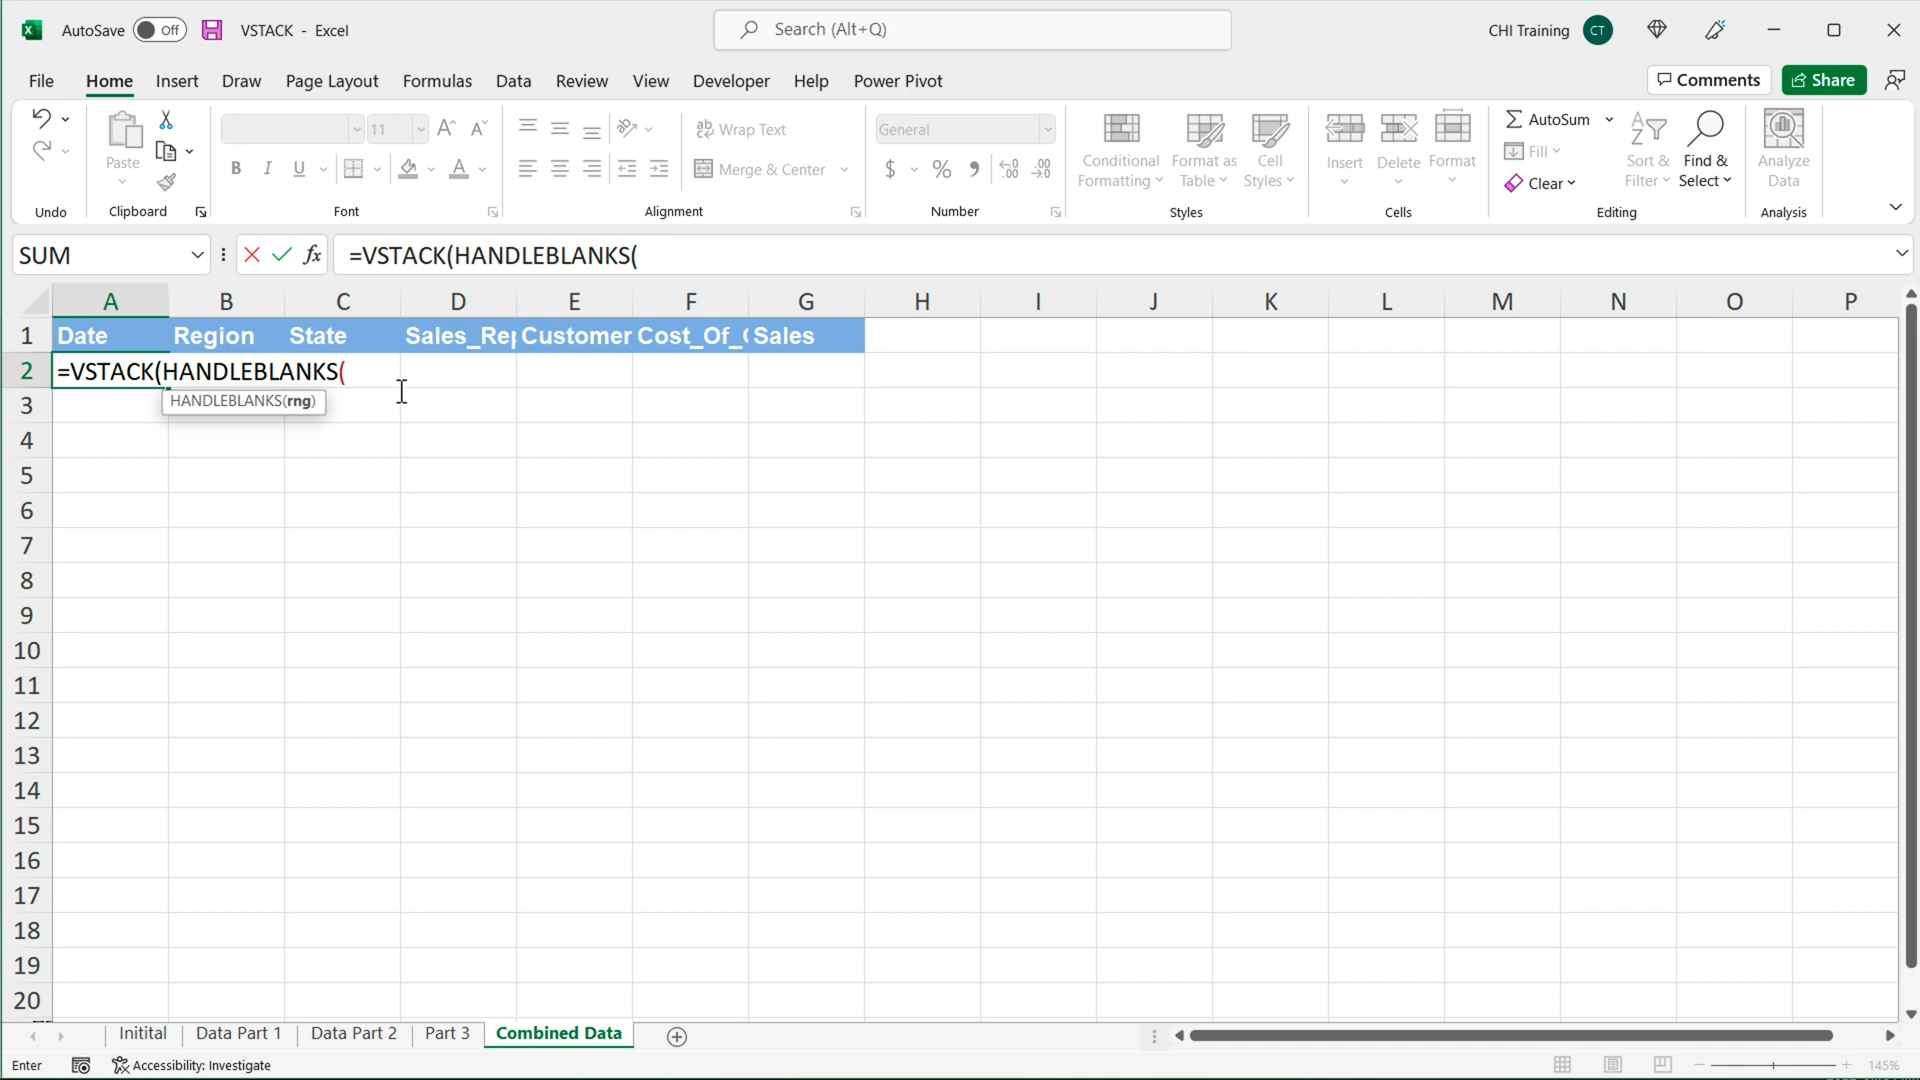 AutoSave Off VSTACK - Excel Search (Alt+Q) CHI Training CT
File Home Insert Draw Page Layout Formulas Data Review View Developer Help Power Pivot Comments Share
Paste
11
B I U A
ab Wrap Text
Merge & Center
General
$ % ,
Conditional Formatting
Format as Table
Cell Styles
Insert Delete Format
AutoSum
Fill
Clear
Sort & Filter
Find & Select
Analyze Data
Undo Clipboard Font Alignment Number Styles Cells Editing Analysis
SUM fx =VSTACK(HANDLEBLANKS(
A B C D E F G H I J K L M N O P
1 Date Region State Sales_Rep Customer Cost_Of_ Sales
2 =VSTACK(HANDLEBLANKS(
HANDLEBLANKS(rng)
3
4
5
6
7
8
9
10
11
12
13
14
15
16
17
18
19
20
Initital Data Part 1 Data Part 2 Part 3 Combined Data
Enter Accessibility: Investigate 145%